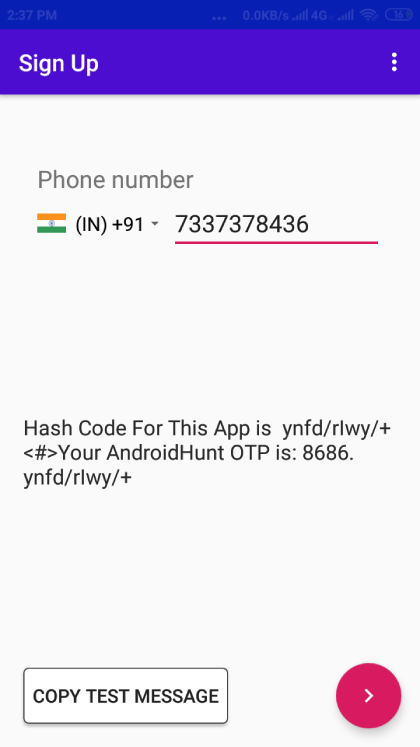 2:37 PM ... 0.0KB/s 4G 16
Sign Up
Phone number
(IN) +91 7337378436
Hash Code For This App is ynfd/rIwy/+
<#>Your AndroidHunt OTP is: 8686.
ynfd/rIwy/+
COPY TEST MESSAGE